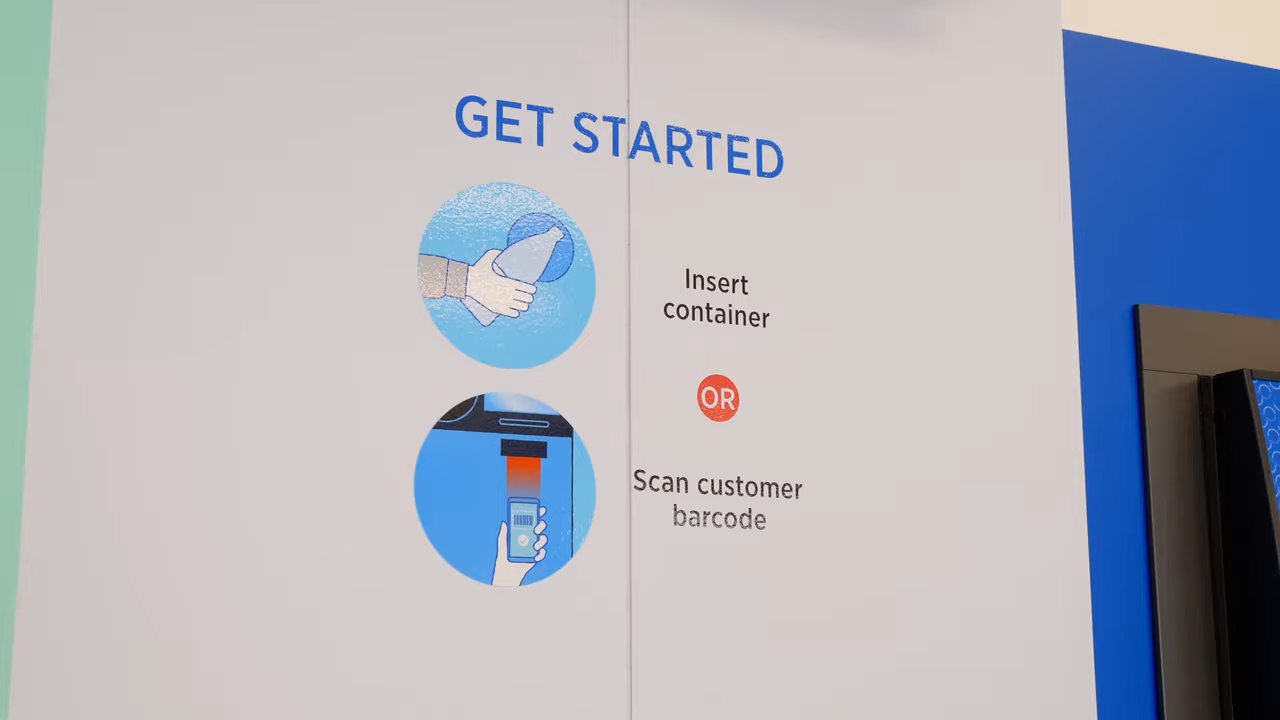 GET STARTED
Insert
container
OR
Scan customer
barcode